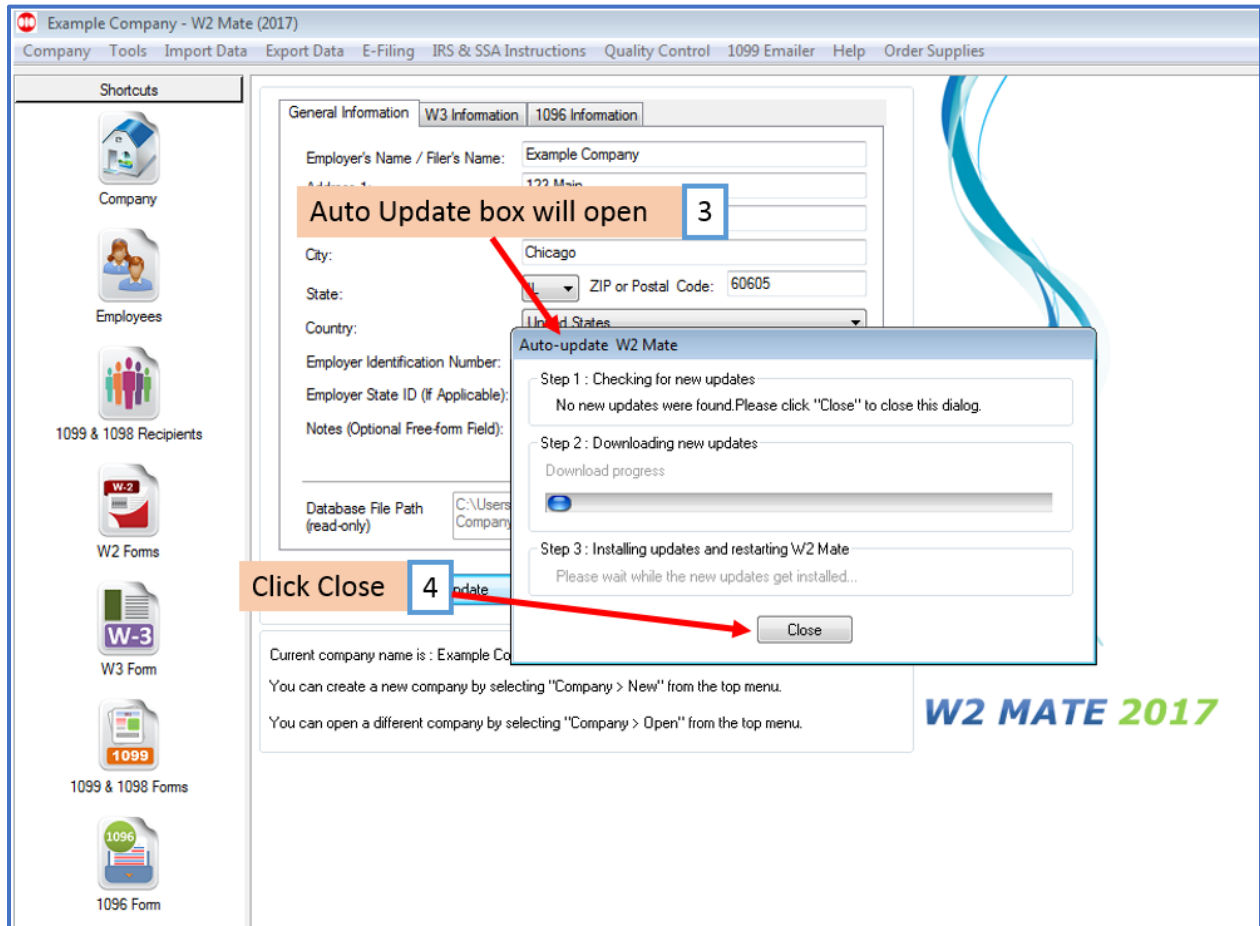 Example Company - W2 Mate (2017)
Company Tools Import Data Export Data E-Filing IRS & SSA Instructions Quality Control 1099 Emailer Help Order Supplies
Shortcuts
Company
Employees
1099 & 1098 Recipients
W-2
W2 Forms
W-3
W3 Form
1099
1099 & 1098 Forms
1096
1096 Form
General Information W3 Information 1096 Information
Employer's Name / Filer's Name: Example Company
123 Main
Auto Update box will open 3
City: Chicago
State: IL ZIP or Postal Code: 60605
Country: United States
Employer Identification Number:
Employer State ID (If Applicable):
Notes (Optional Free-form Field):
Database File Path C:\Users
(read-only) Company
Auto-update W2 Mate
Step 1 : Checking for new updates
No new updates were found.Please click "Close" to close this dialog.
Step 2 : Downloading new updates
Download progress
Step 3 : Installing updates and restarting W2 Mate
Please wait while the new updates get installed...
Close
Click Close 4
Current company name is : Example Co
You can create a new company by selecting "Company > New" from the top menu.
You can open a different company by selecting "Company > Open" from the top menu.
W2 MATE 2017